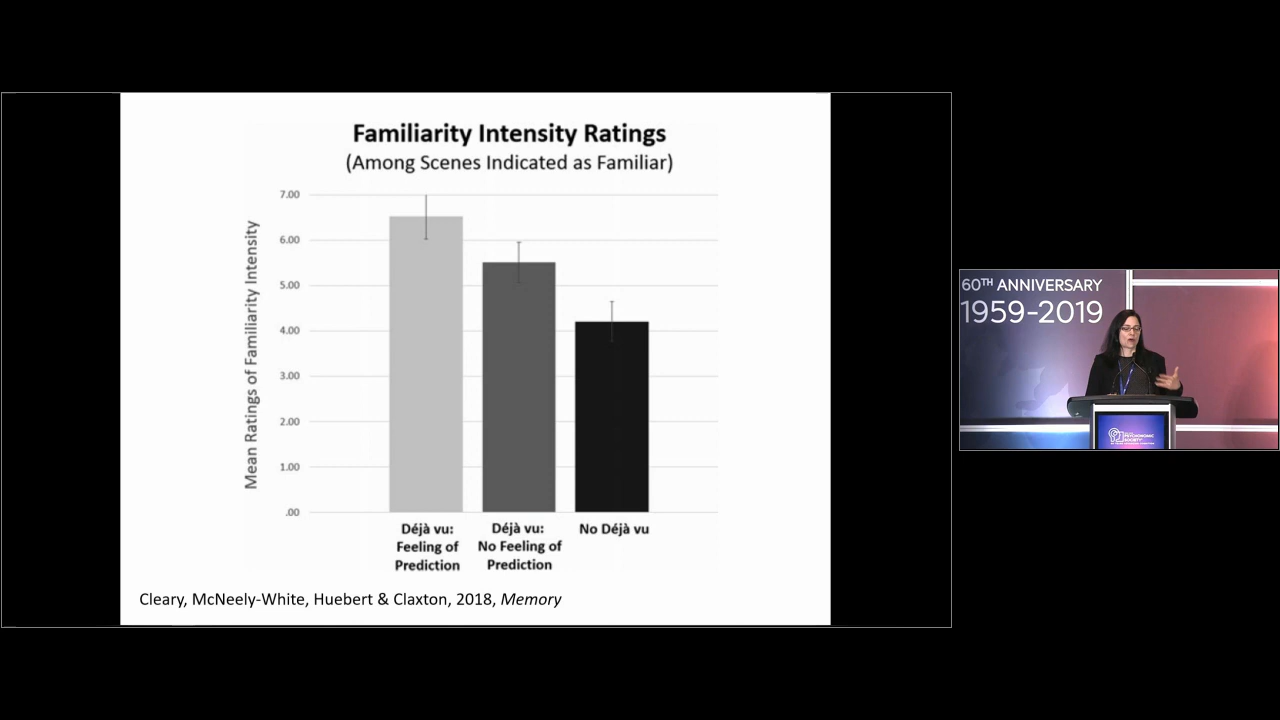 Familiarity Intensity Ratings
(Among Scenes Indicated as Familiar)
Mean Ratings of Familiarity Intensity
7.00
6.00
5.00
4.00
3.00
2.00
1.00
.00
Déjà vu:
Feeling of
Prediction
Déjà vu:
No Feeling of
Prediction
No Déjà vu
Cleary, McNeely-White, Huebert & Claxton, 2018, Memory
60TH ANNIVERSARY
1959-2019
PSYCHONOMIC
SOCIETY